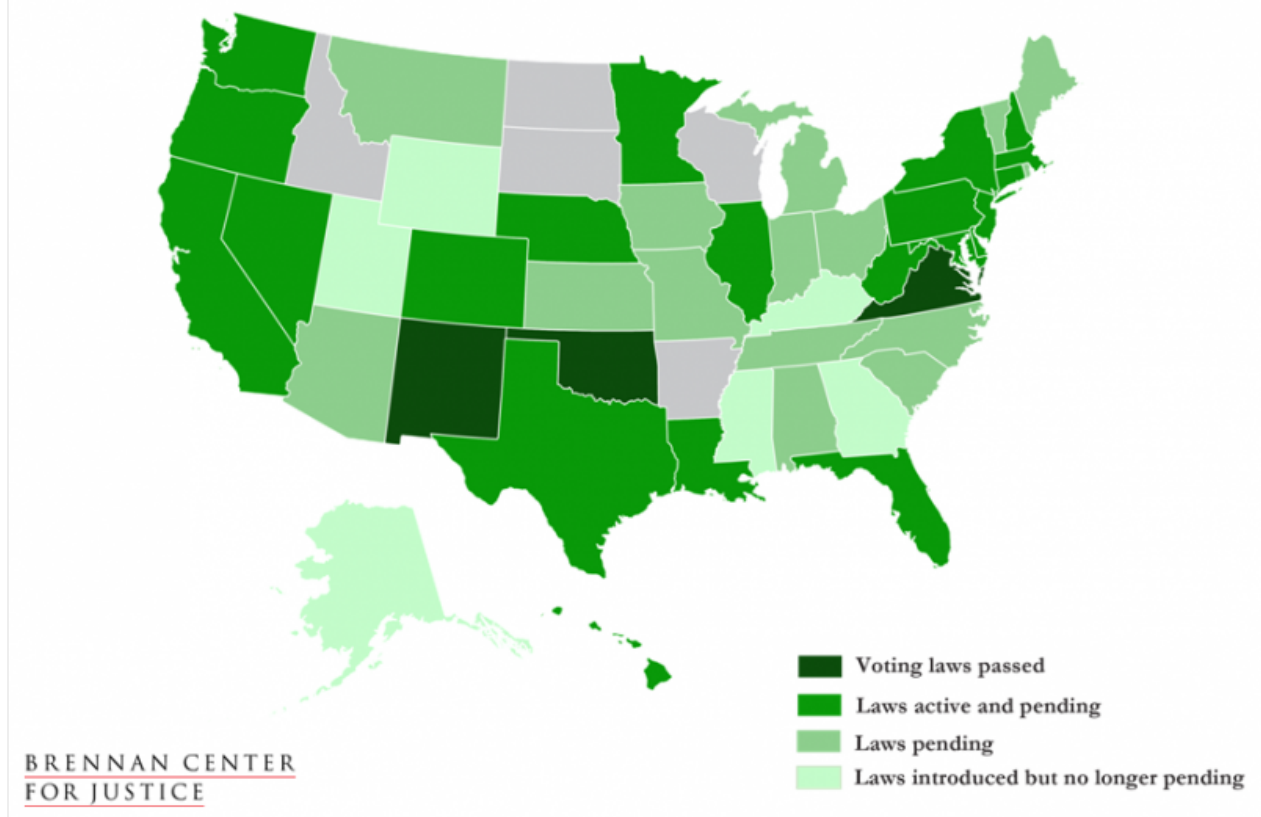 Voting laws passed
Laws active and pending
Laws pending
Laws introduced but no longer pending
BRENNAN CENTER
FOR JUSTICE